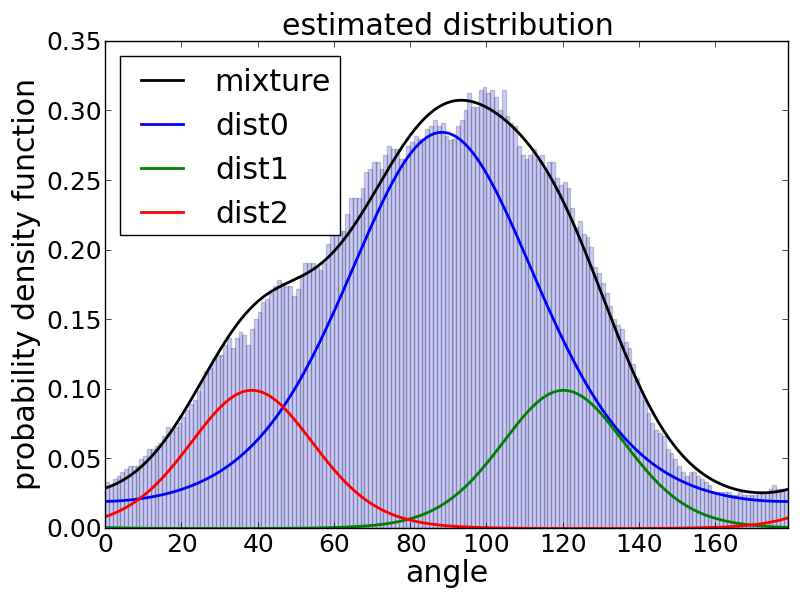 estimated distribution
probability density function
0.35
0.30
0.25
0.20
0.15
0.10
0.05
0.00
mixture
dist0
dist1
dist2
0 20 40 60 80 100 120 140 160
angle